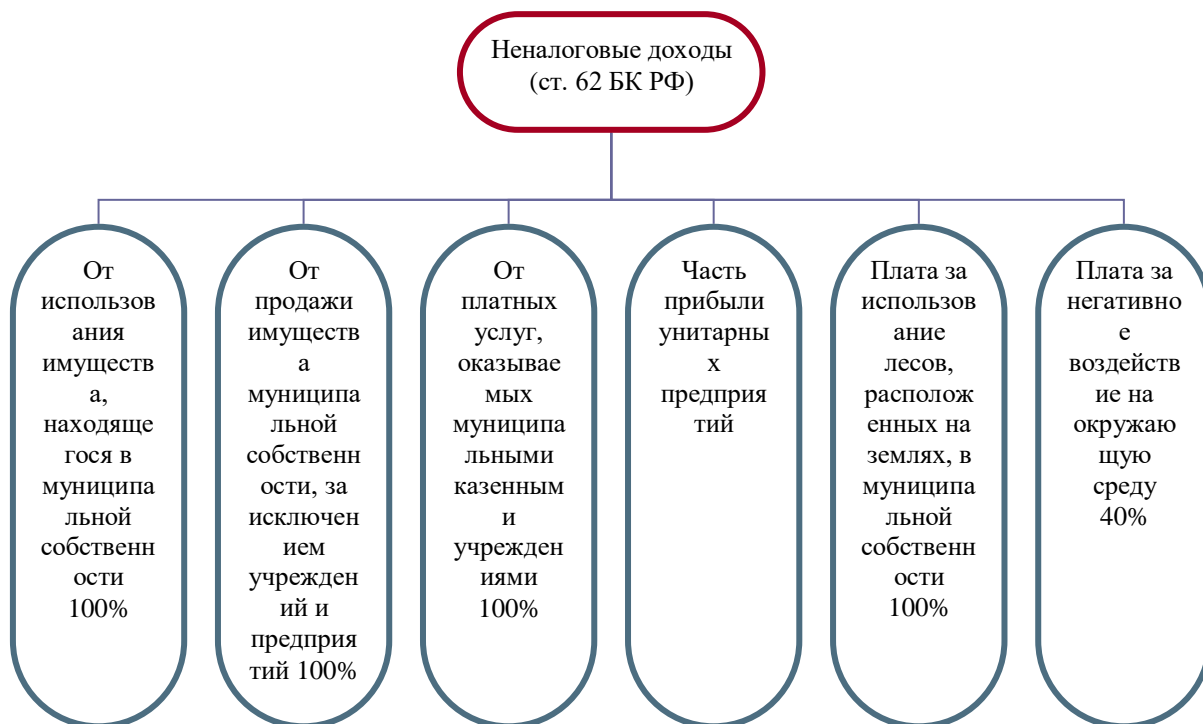 Неналоговые доходы
(ст. 62 БК РФ)
От
использов
ания
имуществ
а,
находяще
гося в
муниципа
льной
собственн
ости
100%
От
продажи
имуществ
а
муниципа
льной
собственн
ости, за
исключен
ием
учрежден
ий и
предприя
тий 100%
От
платных
услуг,
оказывае
мых
муниципа
льными
казенным
и
учрежден
иями
100%
Часть
прибыли
унитарны
х
предприя
тий
Плата за
использов
ание
лесов,
располож
енных на
землях, в
муниципа
льной
собственн
ости
100%
Плата за
негативно
е
воздейств
ие на
окружаю
щую
среду
40%